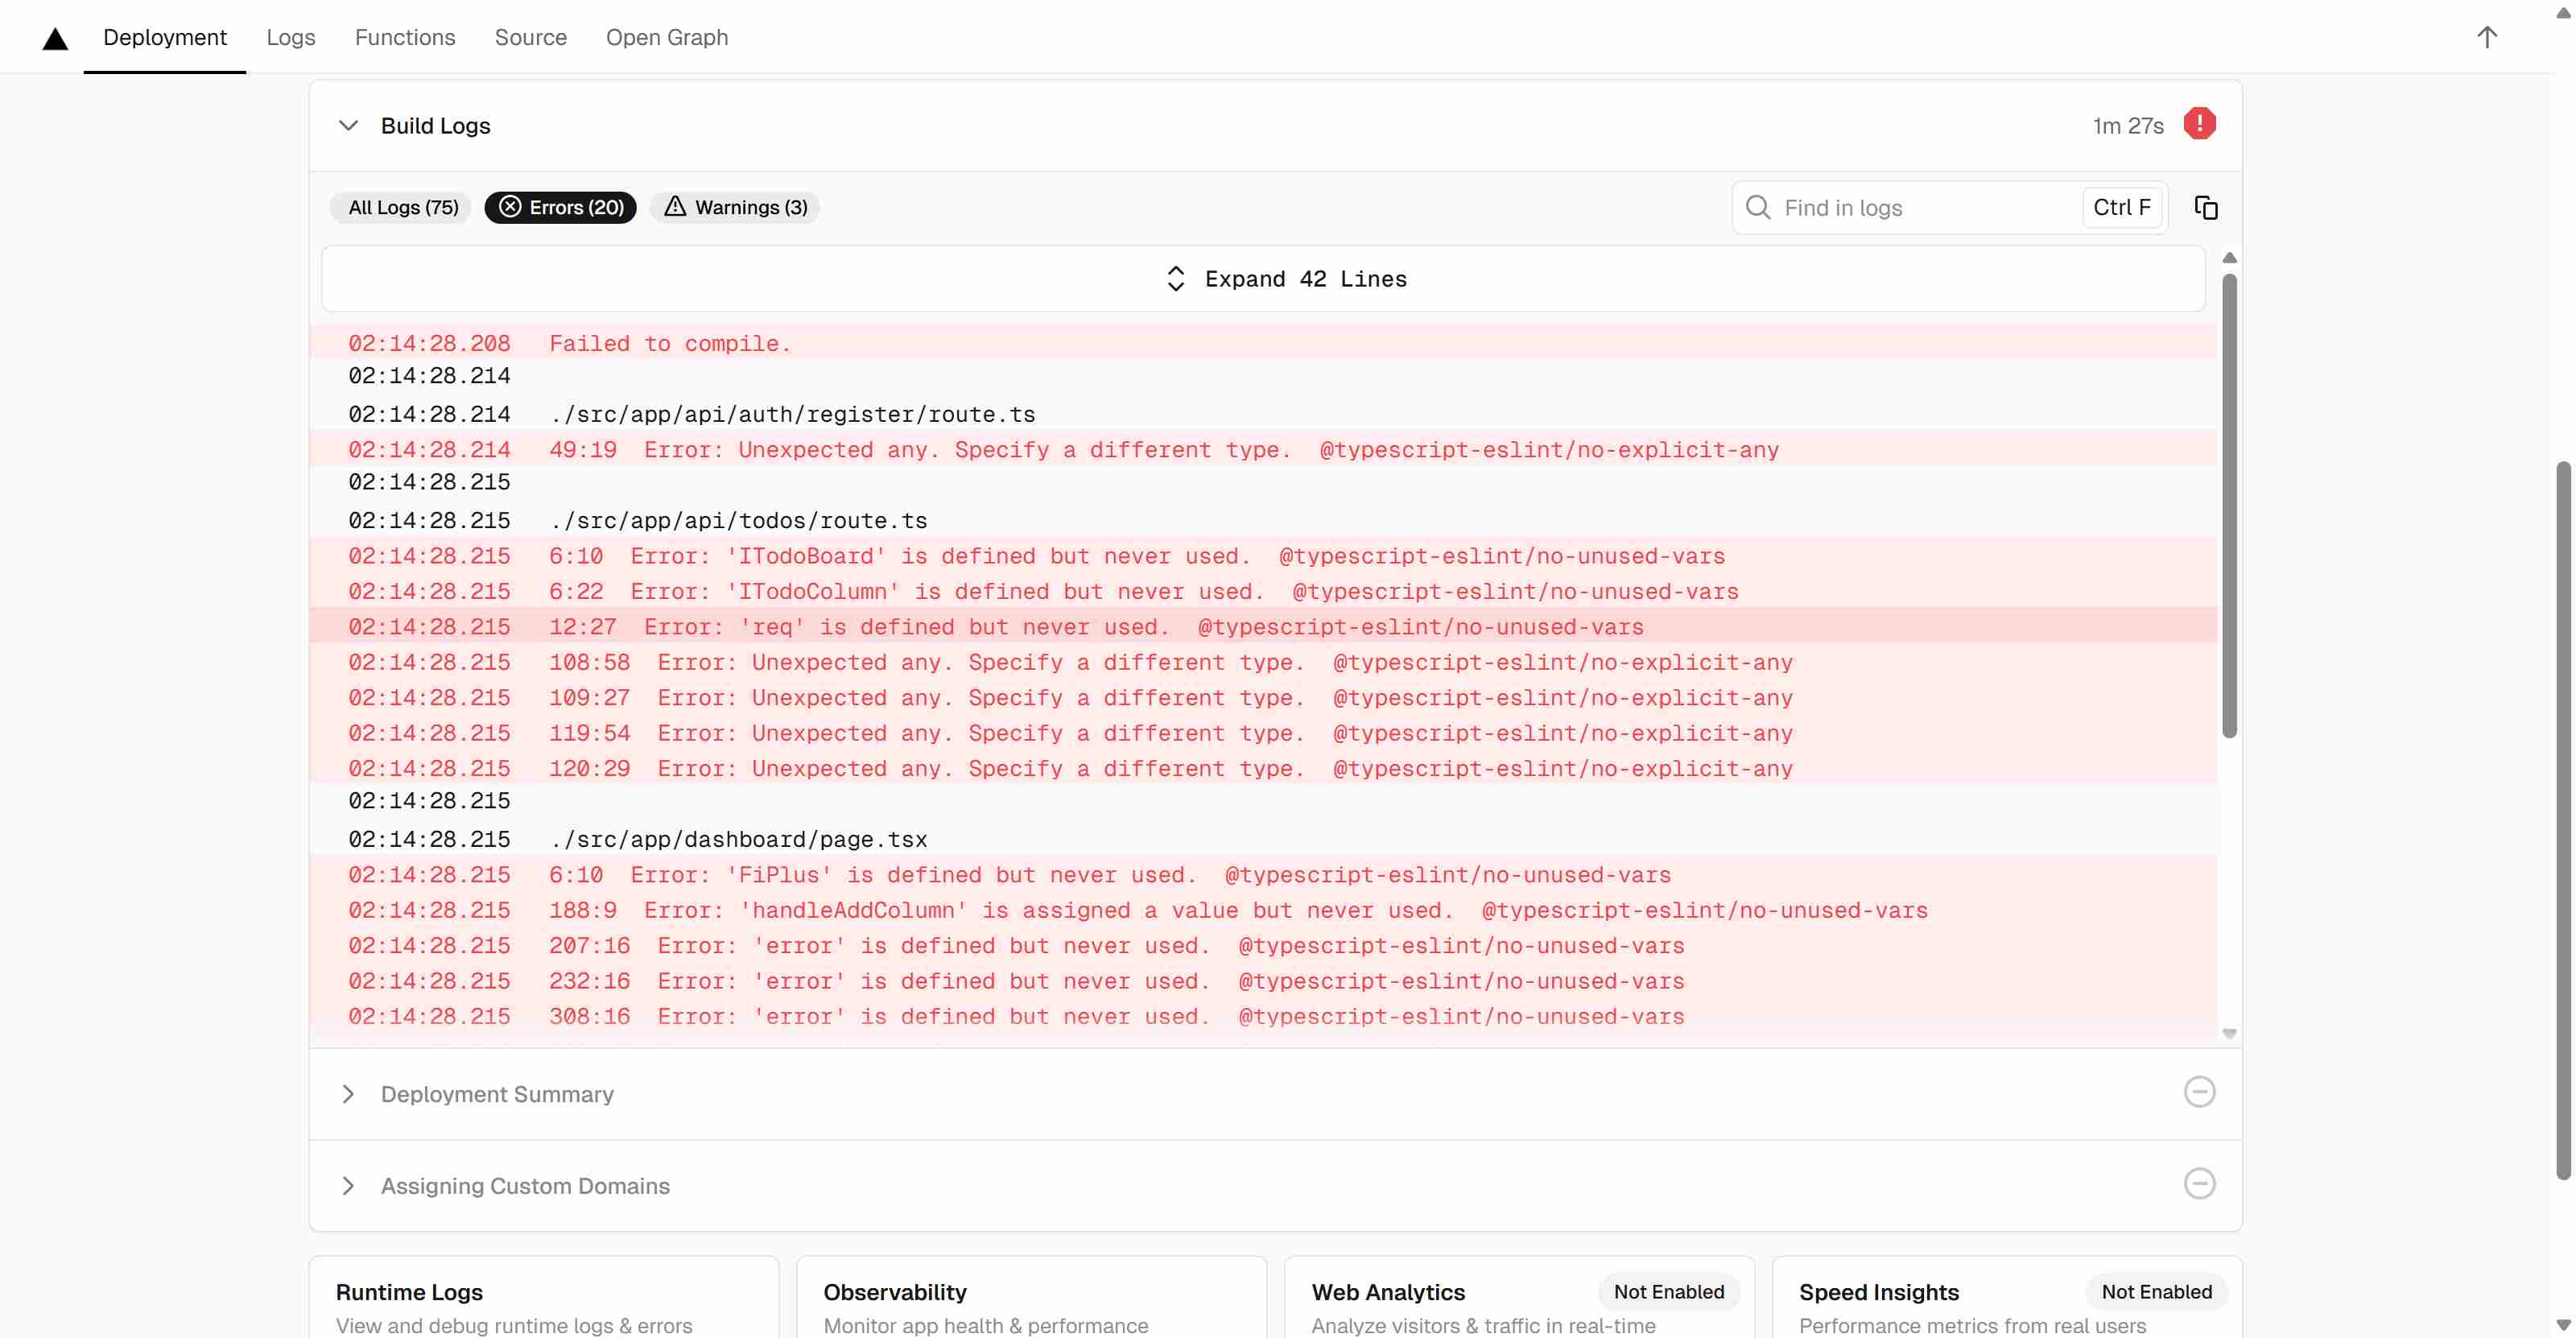 Deployment Logs Functions Source Open Graph
Build Logs 1m 27s
All Logs (75) Errors (20) Warnings (3) Find in logs Ctrl F
Expand 42 Lines
02:14:28.208 Failed to compile.
02:14:28.214
02:14:28.214 ./src/app/api/auth/register/route.ts
02:14:28.214 49:19 Error: Unexpected any. Specify a different type. @typescript-eslint/no-explicit-any
02:14:28.215
02:14:28.215 ./src/app/api/todos/route.ts
02:14:28.215 6:10 Error: 'ITodoBoard' is defined but never used. @typescript-eslint/no-unused-vars
02:14:28.215 6:22 Error: 'ITodoColumn' is defined but never used. @typescript-eslint/no-unused-vars
02:14:28.215 12:27 Error: 'req' is defined but never used. @typescript-eslint/no-unused-vars
02:14:28.215 108:58 Error: Unexpected any. Specify a different type. @typescript-eslint/no-explicit-any
02:14:28.215 109:27 Error: Unexpected any. Specify a different type. @typescript-eslint/no-explicit-any
02:14:28.215 119:54 Error: Unexpected any. Specify a different type. @typescript-eslint/no-explicit-any
02:14:28.215 120:29 Error: Unexpected any. Specify a different type. @typescript-eslint/no-explicit-any
02:14:28.215
02:14:28.215 ./src/app/dashboard/page.tsx
02:14:28.215 6:10 Error: 'FiPlus' is defined but never used. @typescript-eslint/no-unused-vars
02:14:28.215 188:9 Error: 'handleAddColumn' is assigned a value but never used. @typescript-eslint/no-unused-vars
02:14:28.215 207:16 Error: 'error' is defined but never used. @typescript-eslint/no-unused-vars
02:14:28.215 232:16 Error: 'error' is defined but never used. @typescript-eslint/no-unused-vars
02:14:28.215 308:16 Error: 'error' is defined but never used. @typescript-eslint/no-unused-vars
Deployment Summary
Assigning Custom Domains
Runtime Logs
View and debug runtime logs & errors
Observability
Monitor app health & performance
Web Analytics Not Enabled
Analyze visitors & traffic in real-time
Speed Insights Not Enabled
Performance metrics from real users